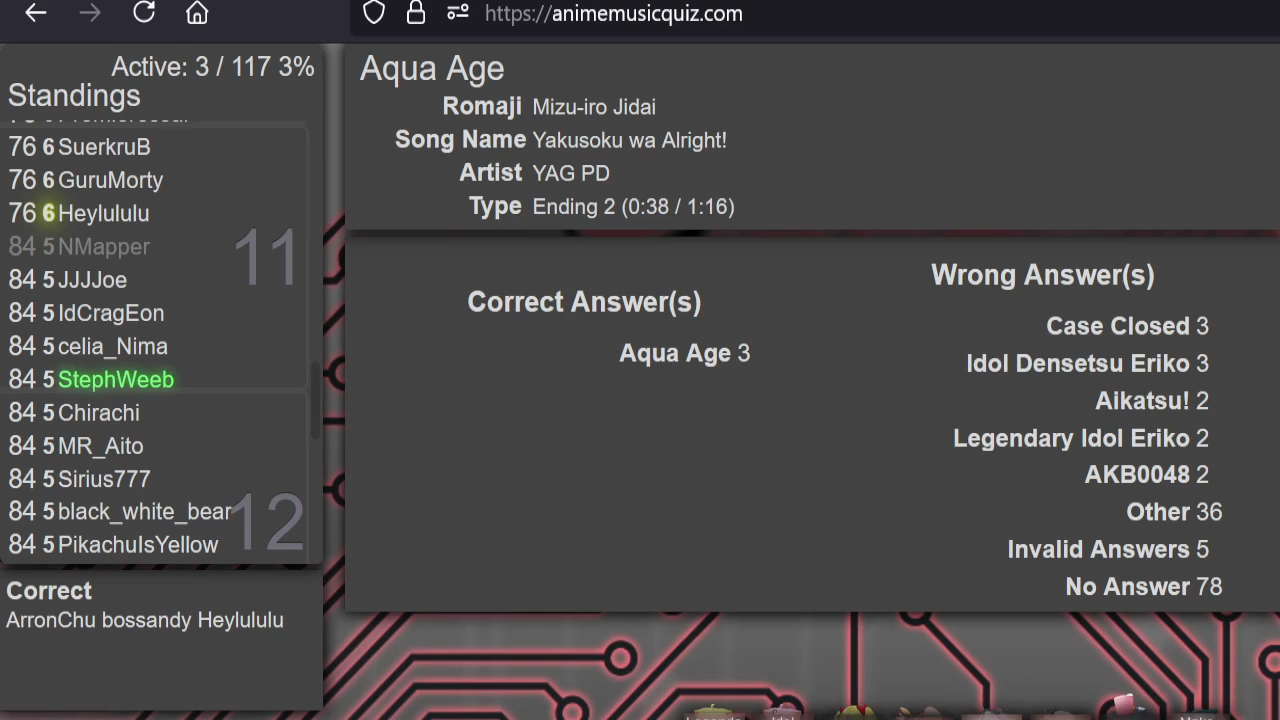 https://animemusicquiz.com
Active: 3 / 117 3%
Standings
76 6 SuerkruB
76 6 GuruMorty
76 6 Heylululu
84 5 NMapper
11
84 5 JJJJoe
84 5 IdCragEon
84 5 celia_Nima
84 5 StephWeeb
84 5 Chirachi
84 5 MR_Aito
84 5 Sirius777
84 5 black_white_bear
12
84 5 PikachuIsYellow
Correct
ArronChu bossandy Heylululu
Aqua Age
Romaji Mizu-iro Jidai
Song Name Yakusoku wa Alright!
Artist YAG PD
Type Ending 2 (0:38 / 1:16)
Correct Answer(s)
Aqua Age 3
Wrong Answer(s)
Case Closed 3
Idol Densetsu Eriko 3
Aikatsu! 2
Legendary Idol Eriko 2
AKB0048 2
Other 36
Invalid Answers 5
No Answer 78